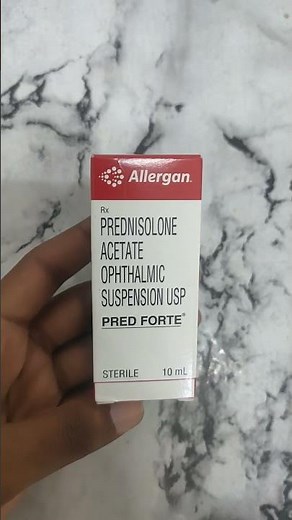 Allergan
Rx
PREDNISOLONE
ACETATE
OPHTHALMIC
SUSPENSION USP
PRED FORTE®
STERILE 10 mL